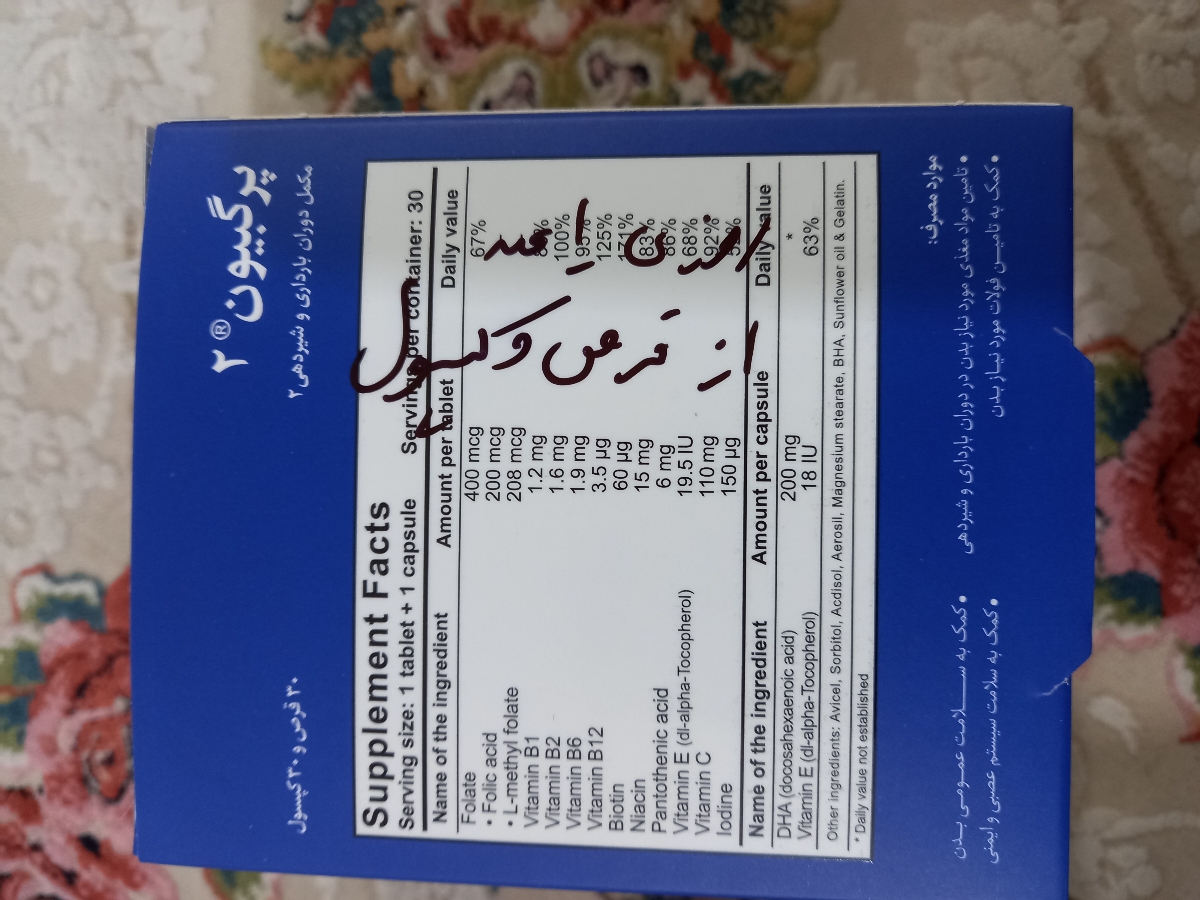 پرگبیون® ۲
مکمل دوران بارداری و شیردهی ۲
۳۰ قرص و ۳۰ کپسول
Supplement Facts
Serving size: 1 tablet + 1 capsule Servings per container: 30
Name of the ingredient Amount per tablet Daily value
Folate 400 mcg 67%
• Folic acid 200 mcg
• L-methyl folate 208 mcg
Vitamin B1 1.2 mg
Vitamin B2 1.6 mg 100%
Vitamin B6 1.9 mg 95%
Vitamin B12 3.5 µg 125%
Biotin 60 µg
Niacin 15 mg 83%
Pantothenic acid 6 mg
Vitamin E (dl-alpha-Tocopherol) 19.5 IU 68%
Vitamin C 110 mg 92%
Iodine 150 µg
Name of the ingredient Amount per capsule Daily value
DHA (docosahexaenoic acid) 200 mg *
Vitamin E (dl-alpha-Tocopherol) 18 IU 63%
Other ingredients: Avicel, Sorbitol, Acdisol, Aerosil, Magnesium stearate, BHA, Sunflower oil & Gelatin.
* Daily value not established
از قرص و کپسول
موارد مصرف:
• تامین مواد مغذی مورد نیاز بدن در دوران بارداری و شیردهی
• کمک به تامین فولات مورد نیاز بدن
• کمک به سلامت عمومی بدن
• کمک به سلامت سیستم عصبی و ایمنی